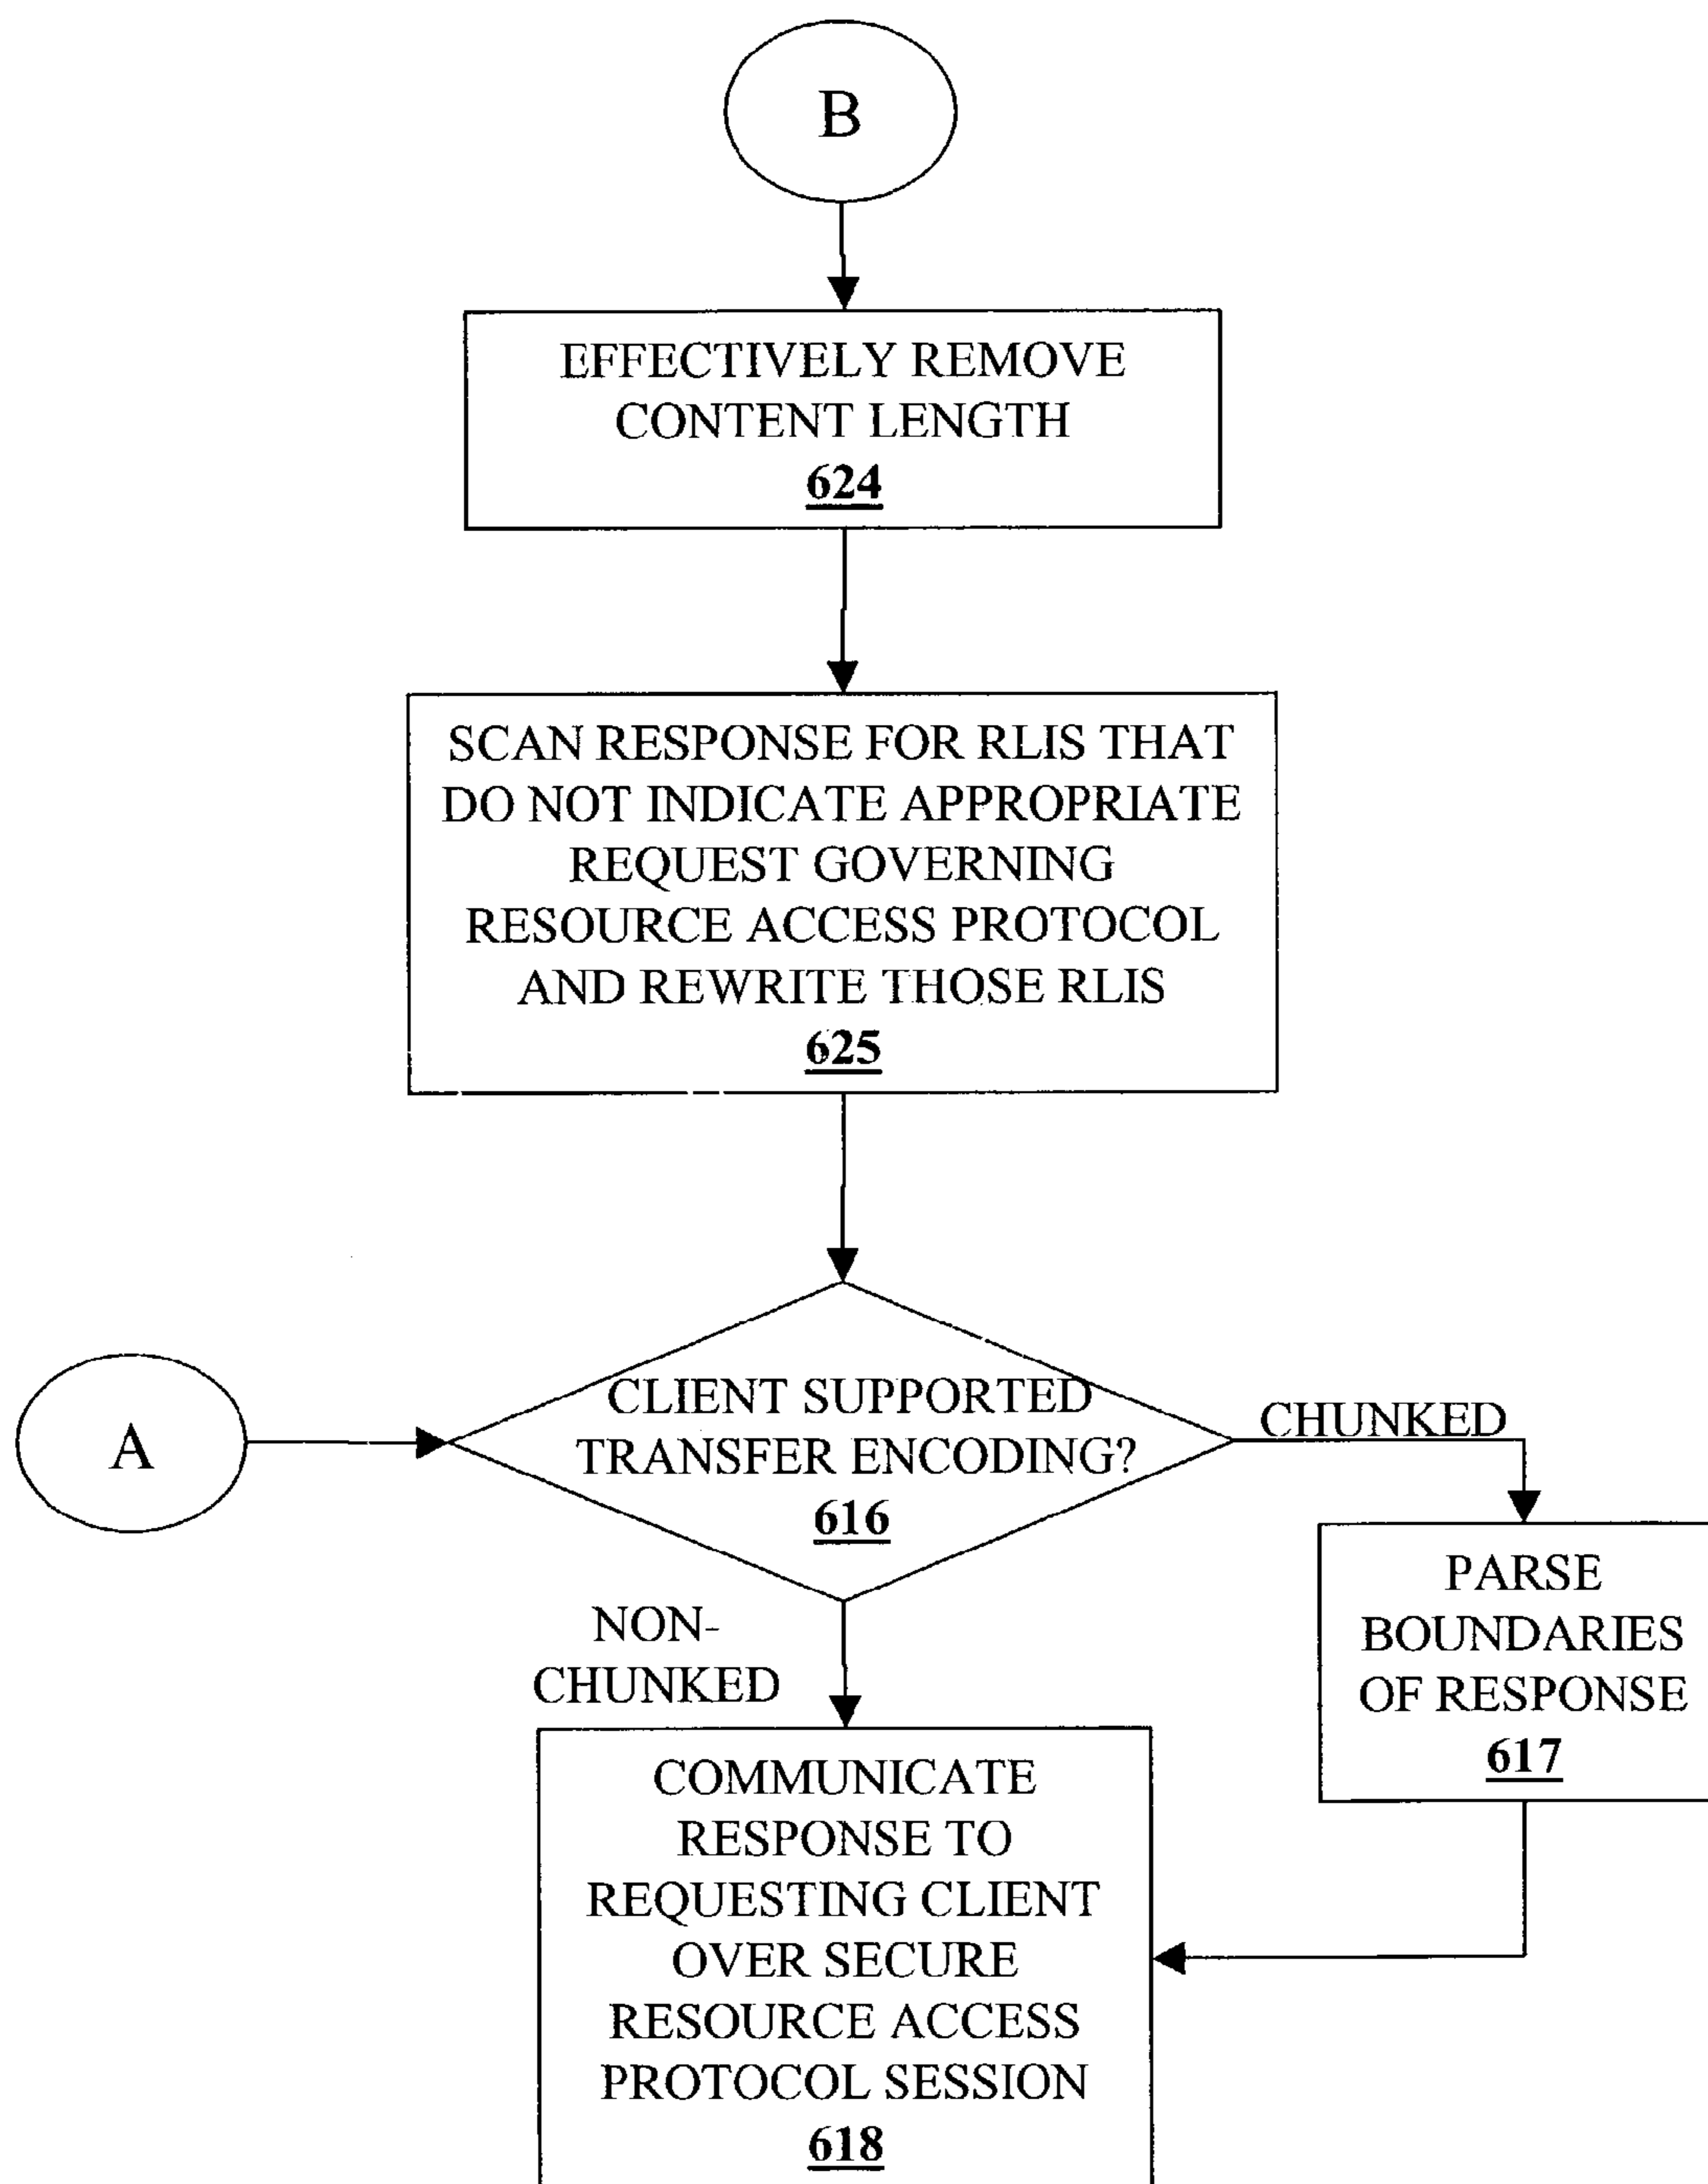 B
EFFECTIVELY REMOVE
CONTENT LENGTH
624
SCAN RESPONSE FOR RLIS THAT
DO NOT INDICATE APPROPRIATE
REQUEST GOVERNING
RESOURCE ACCESS PROTOCOL
AND REWRITE THOSE RLIS
625
A
CLIENT SUPPORTED
TRANSFER ENCODING?
616
CHUNKED
NON-
CHUNKED
PARSE
BOUNDARIES
OF RESPONSE
617
COMMUNICATE
RESPONSE TO
REQUESTING CLIENT
OVER SECURE
RESOURCE ACCESS
PROTOCOL SESSION
618